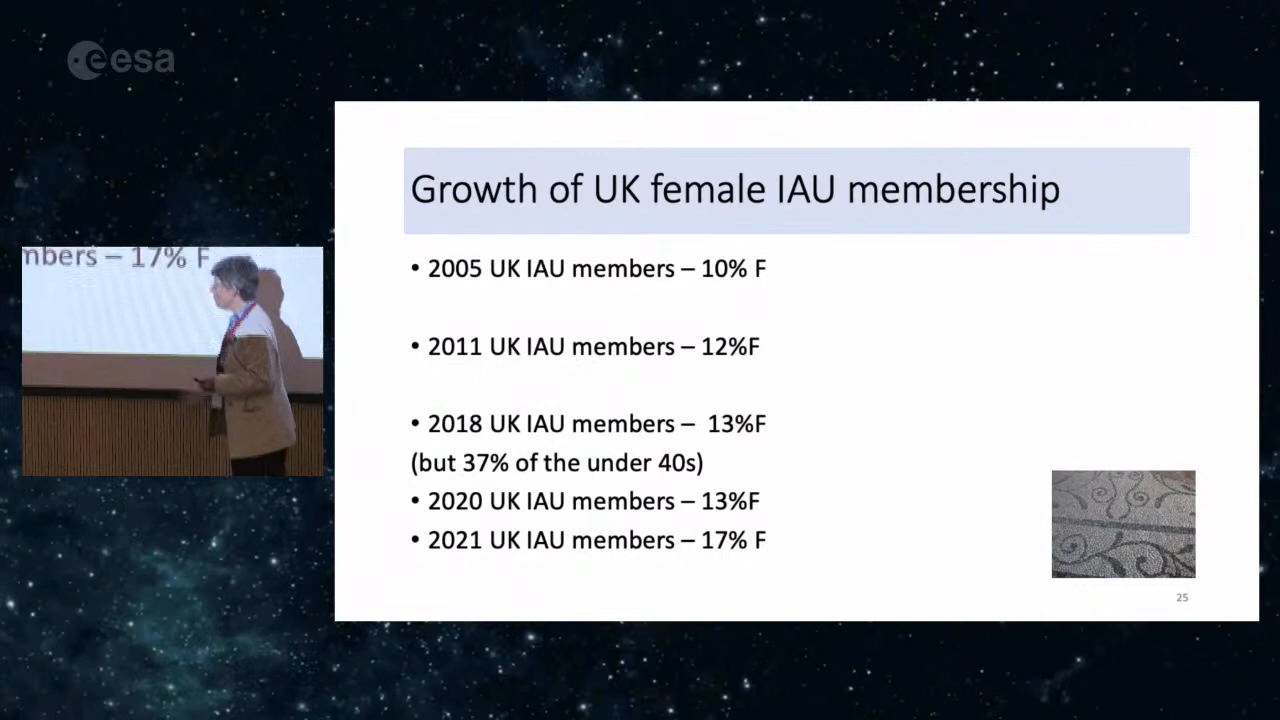 esa
Growth of UK female IAU membership
• 2005 UK IAU members – 10% F
• 2011 UK IAU members – 12%F
• 2018 UK IAU members –  13%F
(but 37% of the under 40s)
• 2020 UK IAU members – 13%F
• 2021 UK IAU members – 17% F
25
mbers – 17% F